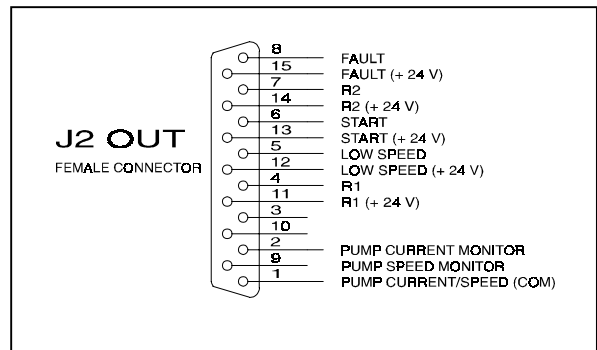 8 FAULT
15 FAULT (+ 24 V)
7 R2
14 R2 (+ 24 V)
6 START
13 START (+ 24 V)
J2 OUT
5 LOW SPEED
FEMALE CONNECTOR
12 LOW SPEED (+ 24 V)
4 R1
11 R1 (+ 24 V)
3
10
2 PUMP CURRENT MONITOR
9 PUMP SPEED MONITOR
1 PUMP CURRENT/SPEED (COM)